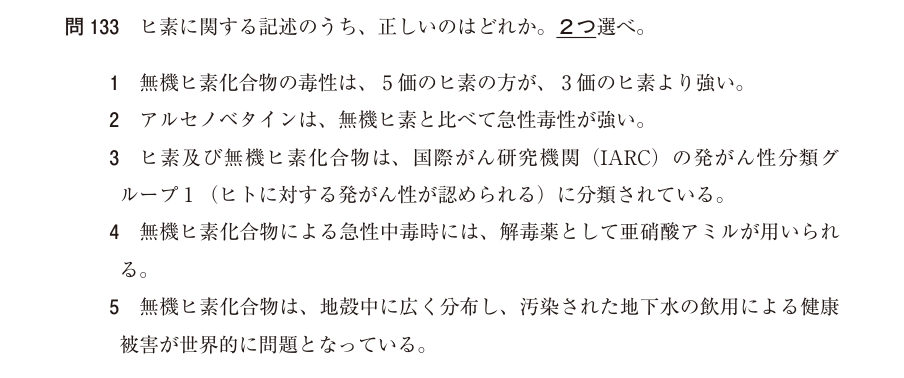 問 133 ヒ素に関する記述のうち、正しいのはどれか。２つ選べ。
1 無機ヒ素化合物の毒性は、５価のヒ素の方が、３価のヒ素より強い。
2 アルセノベタインは、無機ヒ素と比べて急性毒性が強い。
3 ヒ素及び無機ヒ素化合物は、国際がん研究機関（IARC）の発がん性分類グ
ループ１（ヒトに対する発がん性が認められる）に分類されている。
4 無機ヒ素化合物による急性中毒時には、解毒薬として亜硝酸アミルが用いられ
る。
5 無機ヒ素化合物は、地殻中に広く分布し、汚染された地下水の飲用による健康
被害が世界的に問題となっている。